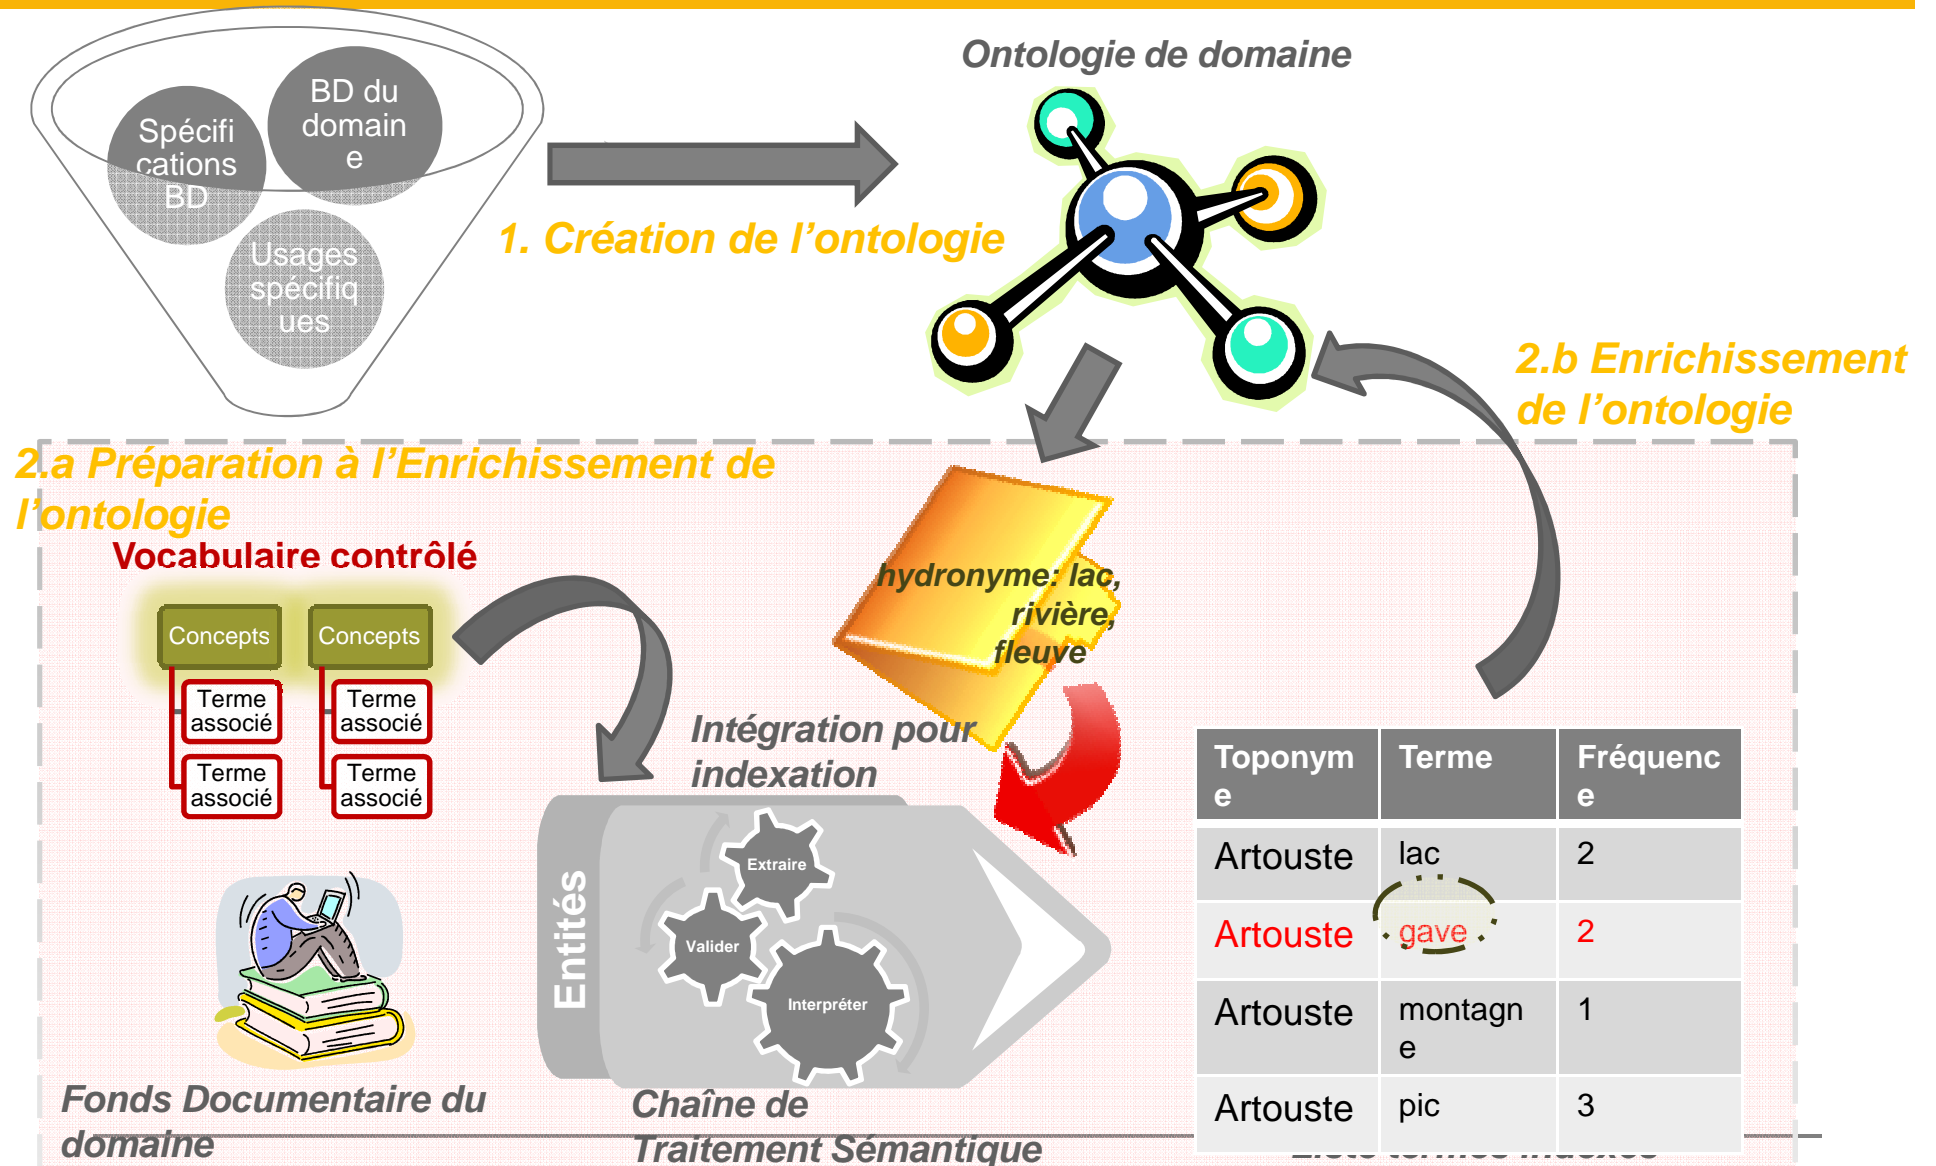 Spécifi
cations
BD
BD du
domain
e
Usages
spécifiq
ues
Ontologie de domaine
1. Création de l’ontologie
2.b Enrichissement
de l’ontologie
2.a Préparation à l’Enrichissement de
l’ontologie
Vocabulaire contrôlé
Concepts
Concepts
Terme
associé
Terme
associé
Terme
associé
Terme
associé
hydronyme: lac,
rivière,
fleuve
Intégration pour
indexation
Entités
Extraire
Valider
Interpréter
Toponym
e
Terme
Fréquenc
e
Artouste
lac
2
Artouste
gave
2
Artouste
montagn
e
1
Artouste
pic
3
Fonds Documentaire du
domaine
Chaîne de
Traitement Sémantique
Liste termes indexés